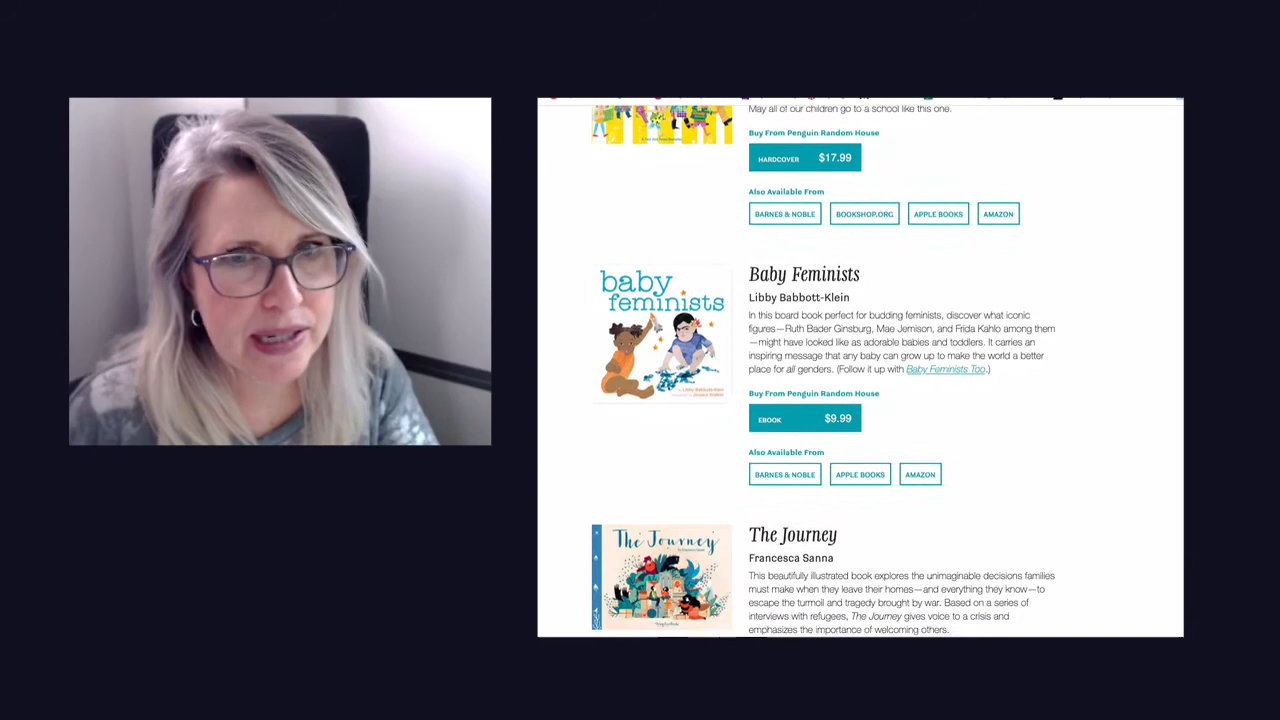 May all of our children go to a school like this one.
Buy From Penguin Random House
HARDCOVER $17.99
Also Available From
BARNES & NOBLE BOOKSHOP.ORG APPLE BOOKS AMAZON
baby
feminists
by Libby Babbott-Klein
Baby Feminists
Libby Babbott-Klein
In this board book perfect for budding feminists, discover what iconic
figures—Ruth Bader Ginsburg, Mae Jemison, and Frida Kahlo among them
—might have looked like as adorable babies and toddlers. It carries an
inspiring message that any baby can grow up to make the world a better
place for all genders. (Follow it up with Baby Feminists Too.)
Buy From Penguin Random House
EBOOK $9.99
Also Available From
BARNES & NOBLE APPLE BOOKS AMAZON
The Journey
The Journey
Francesca Sanna
This beautifully illustrated book explores the unimaginable decisions families
must make when they leave their homes—and everything they know—to
escape the turmoil and tragedy brought by war. Based on a series of
interviews with refugees, The Journey gives voice to a crisis and
emphasizes the importance of welcoming others.